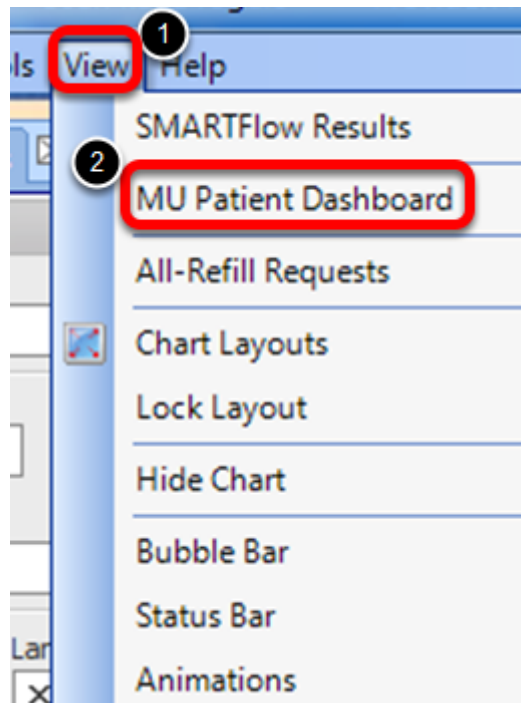 1
ls View Help
SMARTFlow Results
2
MU Patient Dashboard
All-Refill Requests
Chart Layouts
Lock Layout
Hide Chart
Bubble Bar
Status Bar
Lar
Animations